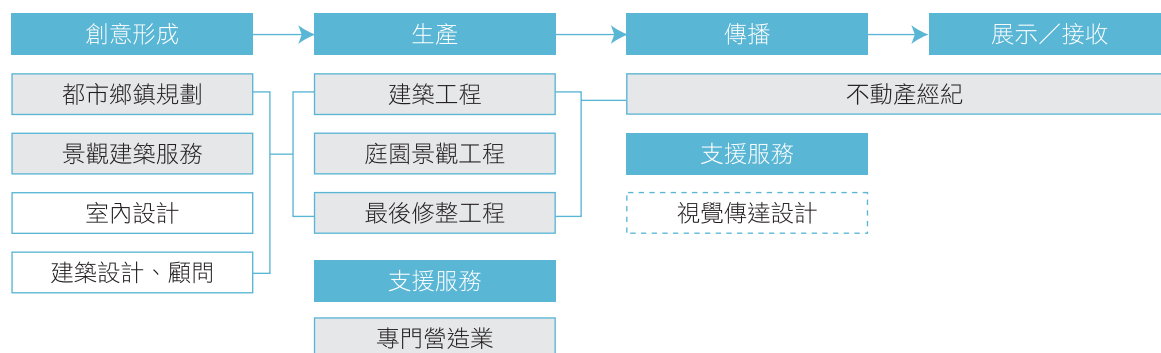 創意形成
生產
傳播
展示／接收
都市鄉鎮規劃
建築工程
不動產經紀
景觀建築服務
庭園景觀工程
支援服務
室內設計
最後修整工程
視覺傳達設計
建築設計、顧問
支援服務
專門營造業